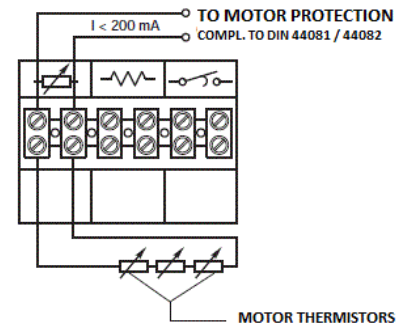 TO MOTOR PROTECTION
I < 200 mA
COMPL. TO DIN 44081 / 44082
MOTOR THERMISTORS